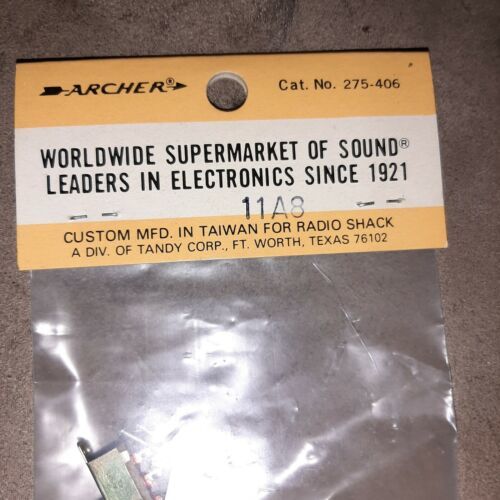 ARCHER® Cat. No. 275-406
WORLDWIDE SUPERMARKET OF SOUND®
LEADERS IN ELECTRONICS SINCE 1921
11A8
CUSTOM MFD. IN TAIWAN FOR RADIO SHACK
A DIV. OF TANDY CORP., FT. WORTH, TEXAS 76102